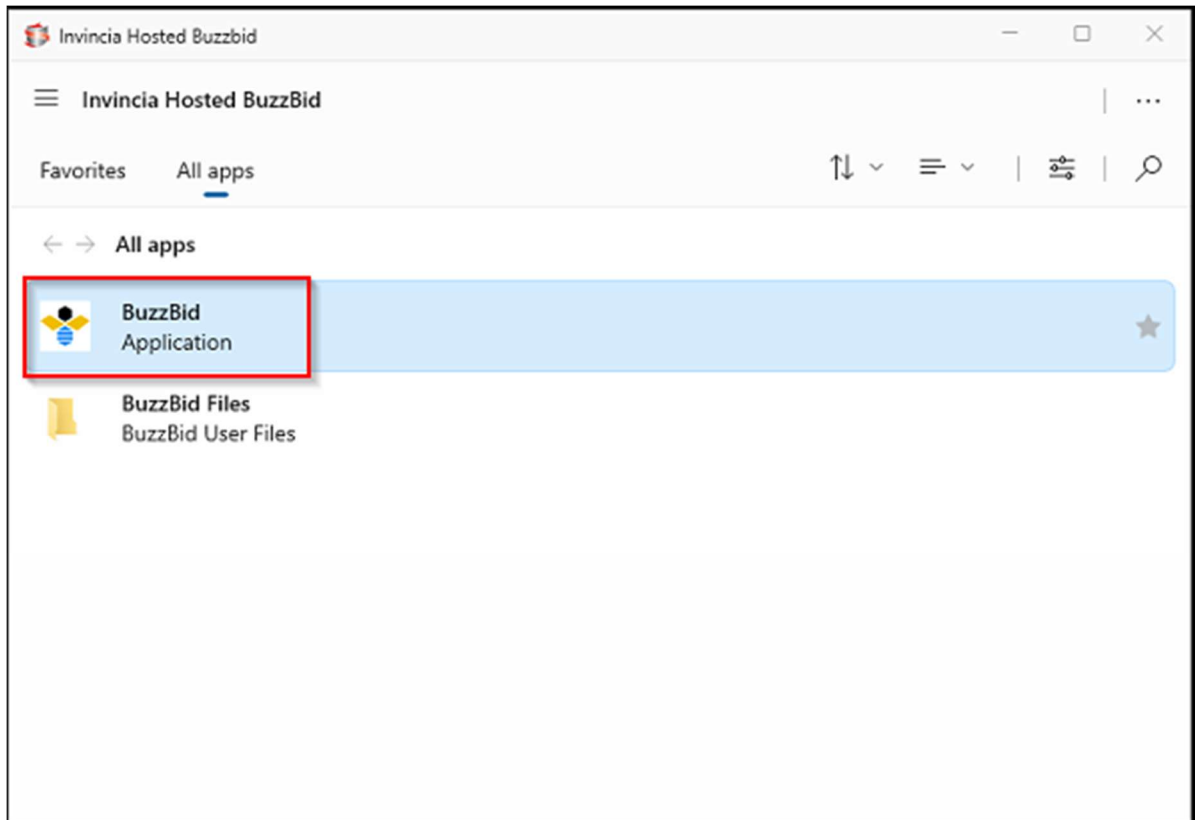 Invincia Hosted Buzzbid
Invincia Hosted BuzzBid
Favorites All apps
All apps
BuzzBid
Application
BuzzBid Files
BuzzBid User Files